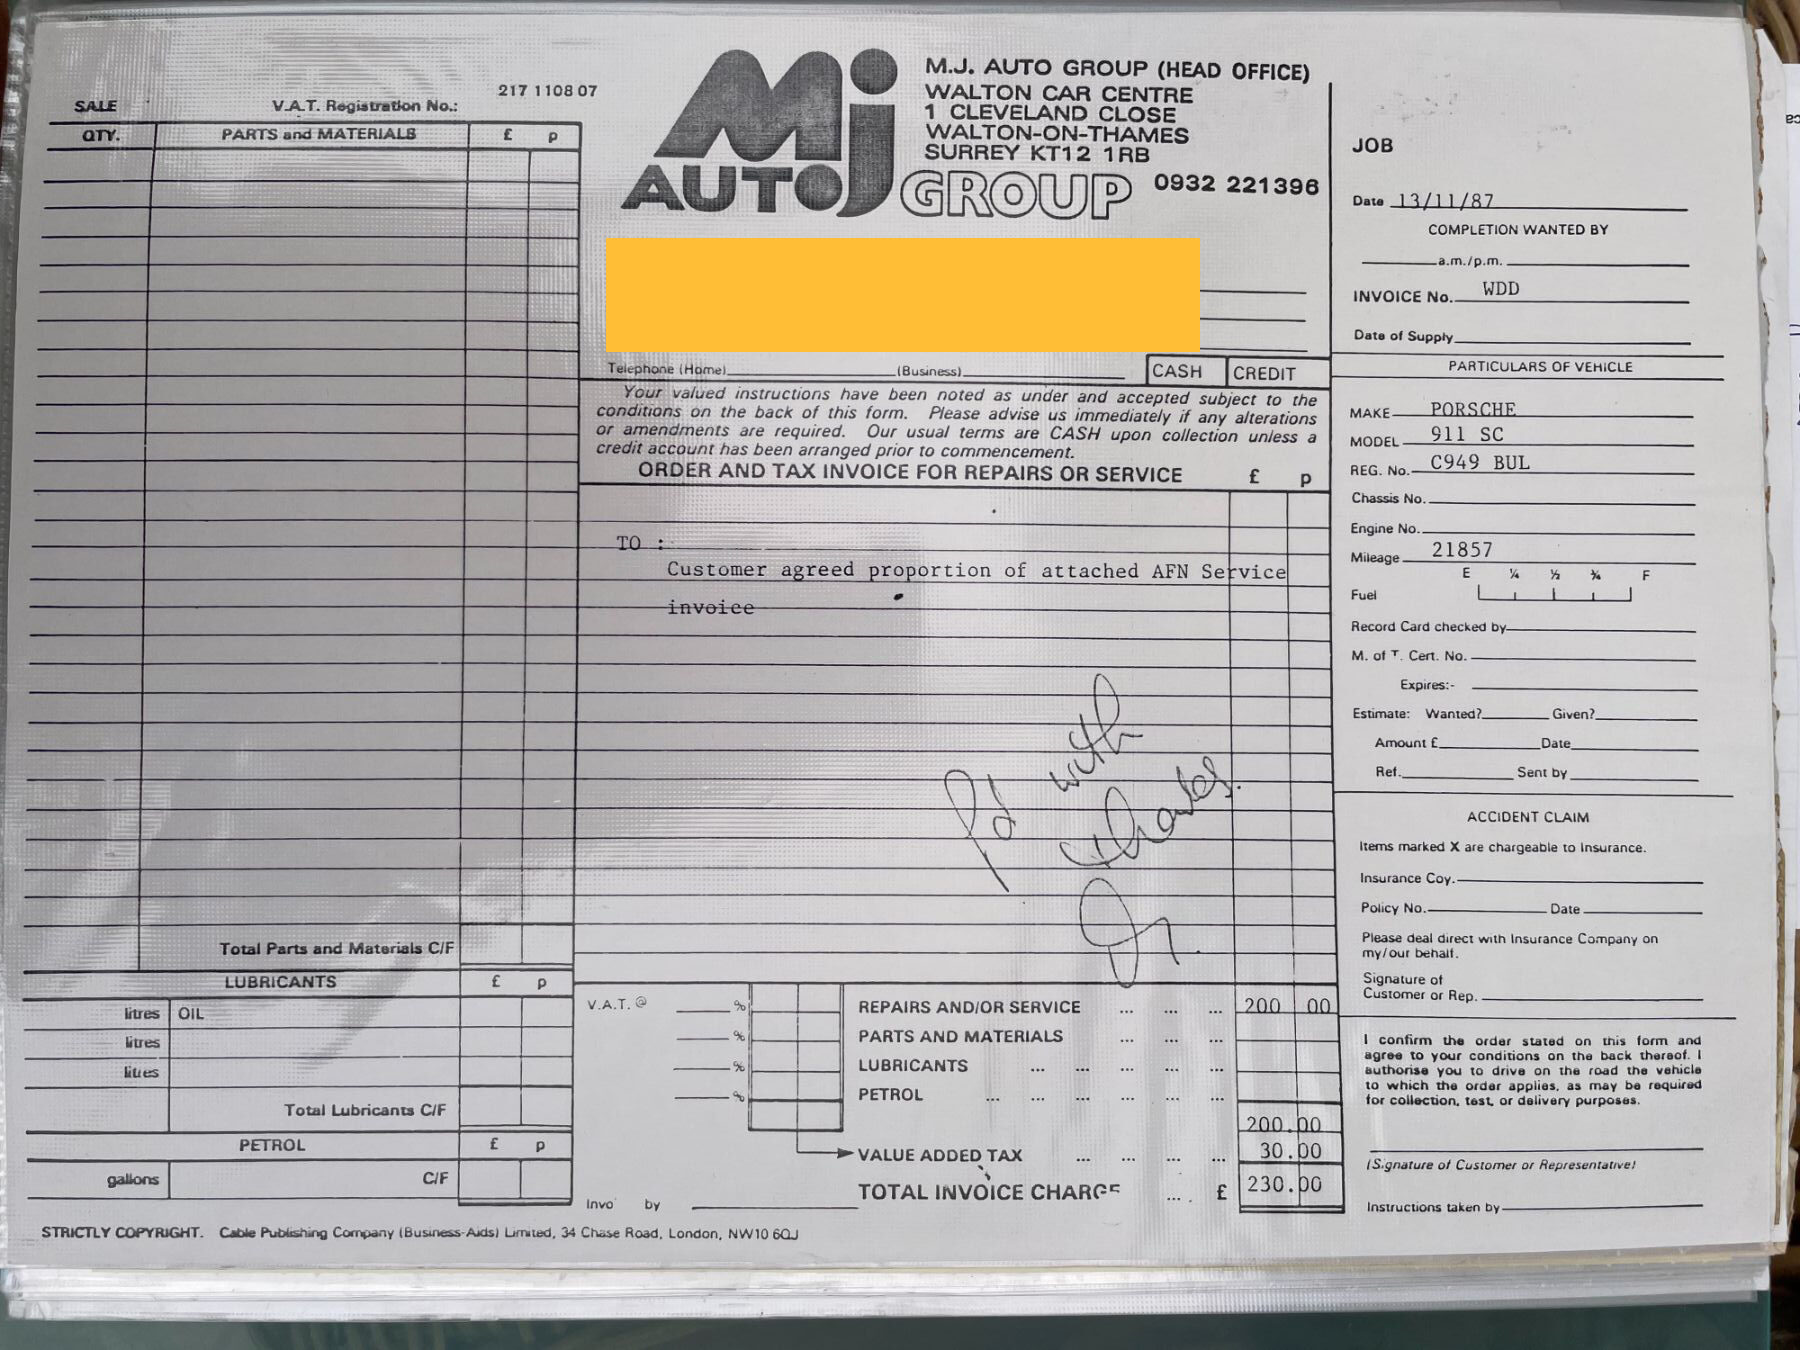 SALE
V.A.T. Registration No.:
217 1108 07
QTY.
PARTS and MATERIALS
£ p
Total Parts and Materials C/F
LUBRICANTS £ p
litres OIL
litres
litres
Total Lubricants C/F
PETROL £ p
gallons C/F
MJ
AUTO GROUP
M.J. AUTO GROUP (HEAD OFFICE)
WALTON CAR CENTRE
1 CLEVELAND CLOSE
WALTON-ON-THAMES
SURREY KT12 1RB
0932 221396
Telephone (Home) (Business)
CASH CREDIT
Your valued instructions have been noted as under and accepted subject to the
conditions on the back of this form. Please advise us immediately if any alterations
or amendments are required. Our usual terms are CASH upon collection unless a
credit account has been arranged prior to commencement.
ORDER AND TAX INVOICE FOR REPAIRS OR SERVICE £ p
TO :
Customer agreed proportion of attached AFN Service
invoice
Pd with
thanks.
V.A.T. @ %
%
%
%
REPAIRS AND/OR SERVICE ... ... ... 200 00
PARTS AND MATERIALS ... ... ...
LUBRICANTS ... ... ... ... ...
PETROL ... ... ... ... ... ...
200.00
VALUE ADDED TAX ... ... ... ... 30.00
TOTAL INVOICE CHARGE ... . £ 230.00
Invo by
JOB
Date 13/11/87
COMPLETION WANTED BY
a.m./p.m.
INVOICE No. WDD
Date of Supply
PARTICULARS OF VEHICLE
MAKE PORSCHE
MODEL 911 SC
REG. No. C949 BUL
Chassis No.
Engine No.
Mileage 21857
E ¼ ½ ¾ F
Fuel
Record Card checked by
M. of T. Cert. No.
Expires:-
Estimate: Wanted? Given?
Amount £ Date
Ref. Sent by
ACCIDENT CLAIM
Items marked X are chargeable to Insurance.
Insurance Coy.
Policy No. Date
Please deal direct with Insurance Company on
my/our behalf.
Signature of
Customer or Rep.
I confirm the order stated on this form and
agree to your conditions on the back thereof. I
authorise you to drive on the road the vehicle
to which the order applies, as may be required
for collection, test, or delivery purposes.
(Signature of Customer or Representative)
Instructions taken by
STRICTLY COPYRIGHT. Cable Publishing Company (Business-Aids) Limited, 34 Chase Road, London, NW10 6QJ